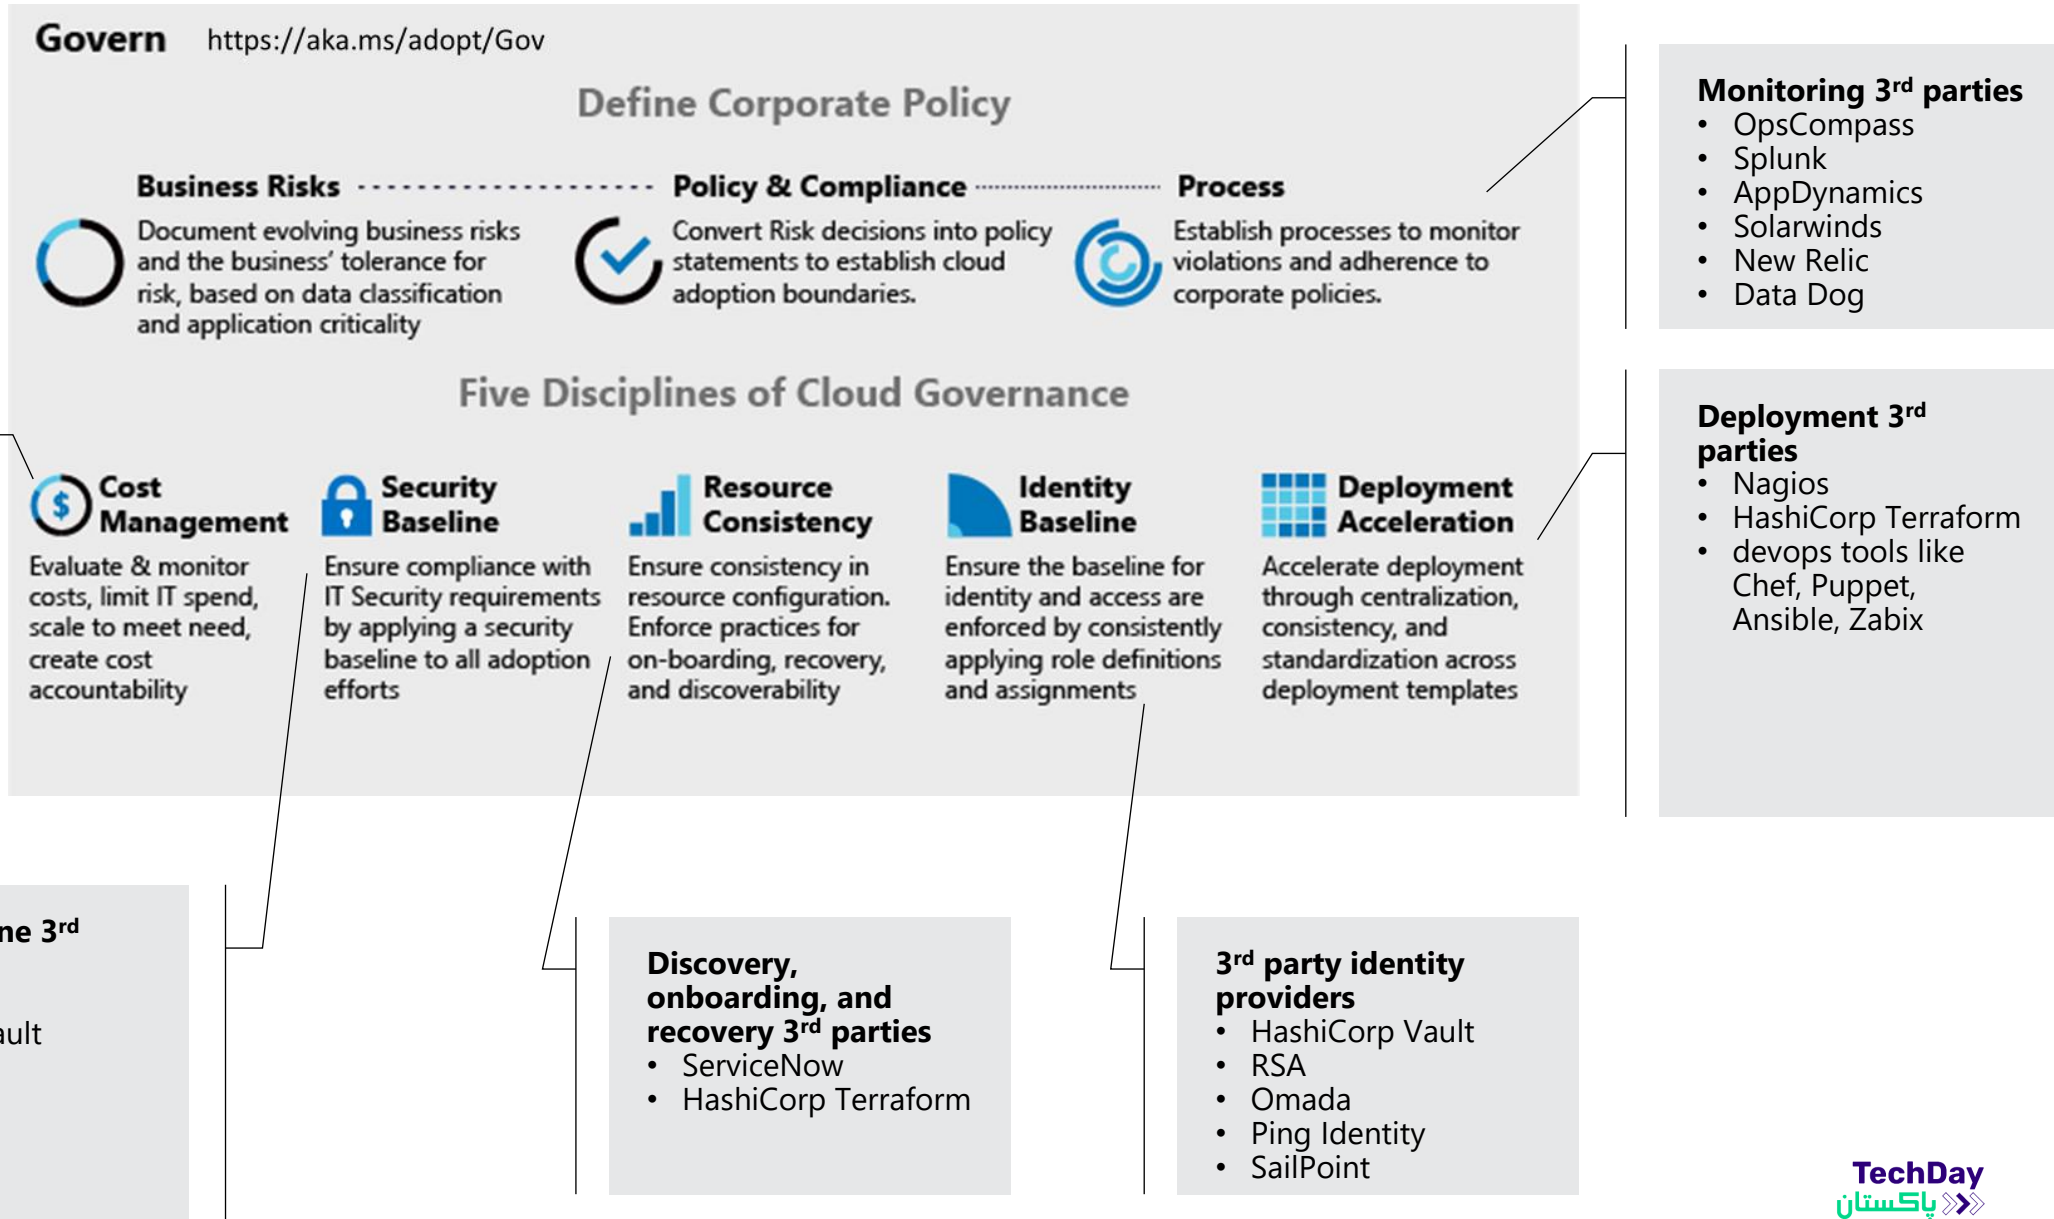 Govern https://aka.ms/adopt/Gov
Define Corporate Policy
Business Risks
Document evolving business risks
and the business’ tolerance for
risk, based on data classification
and application criticality
Policy & Compliance
Convert Risk decisions into policy
statements to establish cloud
adoption boundaries.
Process
Establish processes to monitor
violations and adherence to
corporate policies.
Five Disciplines of Cloud Governance
Cost
Management
Evaluate & monitor
costs, limit IT spend,
scale to meet need,
create cost
accountability
Security
Baseline
Ensure compliance with
IT Security requirements
by applying a security
baseline to all adoption
efforts
Resource
Consistency
Ensure consistency in
resource configuration.
Enforce practices for
on-boarding, recovery,
and discoverability
Identity
Baseline
Ensure the baseline for
identity and access are
enforced by consistently
applying role definitions
and assignments
Deployment
Acceleration
Accelerate deployment
through centralization,
consistency, and
standardization across
deployment templates
Monitoring 3rd parties
• OpsCompass
• Splunk
• AppDynamics
• Solarwinds
• New Relic
• Data Dog
Deployment 3rd
parties
• Nagios
• HashiCorp Terraform
• devops tools like
Chef, Puppet,
Ansible, Zabix
3rd
Discovery,
onboarding, and
recovery 3rd parties
• ServiceNow
• HashiCorp Terraform
3rd party identity
providers
• HashiCorp Vault
• RSA
• Omada
• Ping Identity
• SailPoint
TechDay
پاکستان